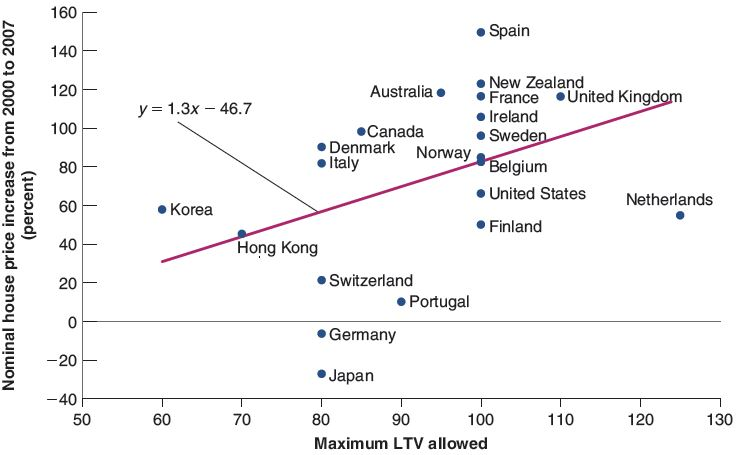 Nominal house price increase from 2000 to 2007
(percent)
160
140
120
100
80
60
40
20
0
−20
−40
Spain
New Zealand
Australia
France
United Kingdom
Ireland
y = 1.3x − 46.7
Canada
Sweden
Denmark
Norway
Italy
Belgium
United States
Netherlands
Korea
Finland
Hong Kong
Switzerland
Portugal
Germany
Japan
50 60 70 80 90 100 110 120 130
Maximum LTV allowed